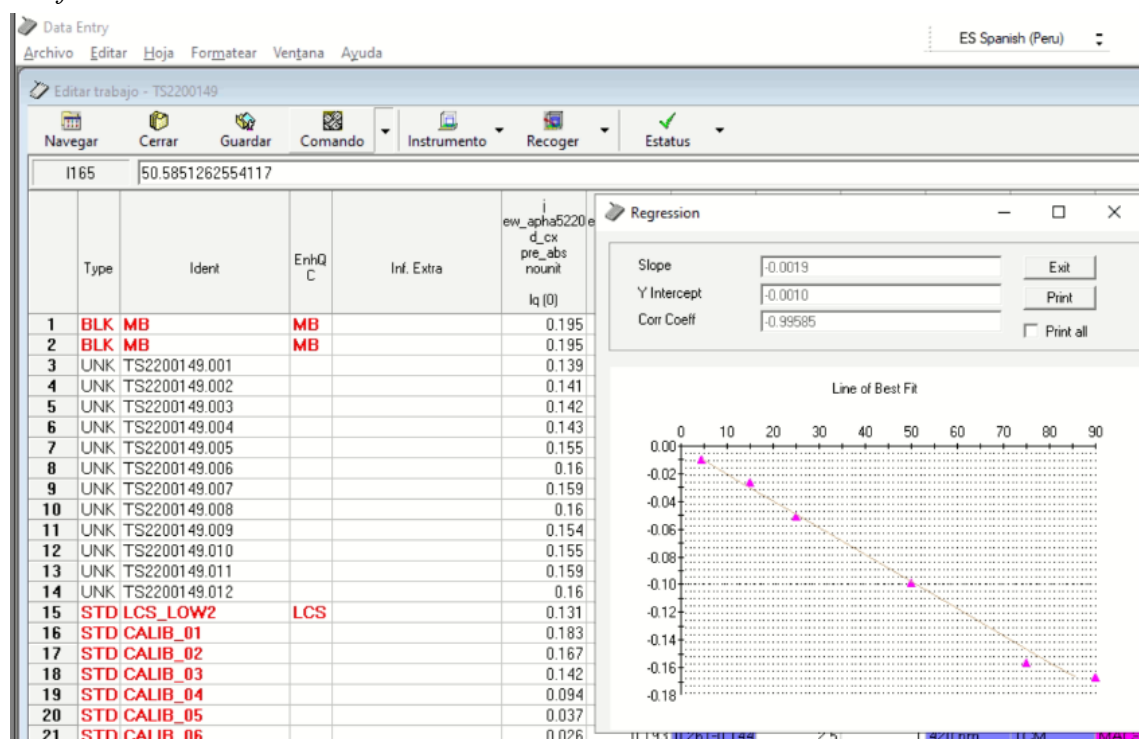 Data Entry
ES Spanish (Peru)
Archivo Editar Hoja Formatear Ventana Ayuda
Editar trabajo - TS2200149
Navegar Cerrar Guardar Comando Instrumento Recoger Estatus
I165 50.5851262554117
Type Ident EnhQC Inf. Extra i ew_apha5220d_cx pre_abs nounit lq (0)
1 BLK MB MB 0.195
2 BLK MB MB 0.195
3 UNK TS2200149.001 0.139
4 UNK TS2200149.002 0.141
5 UNK TS2200149.003 0.142
6 UNK TS2200149.004 0.143
7 UNK TS2200149.005 0.155
8 UNK TS2200149.006 0.16
9 UNK TS2200149.007 0.159
10 UNK TS2200149.008 0.16
11 UNK TS2200149.009 0.154
12 UNK TS2200149.010 0.155
13 UNK TS2200149.011 0.159
14 UNK TS2200149.012 0.16
15 STD LCS_LOW2 LCS 0.131
16 STD CALIB_01 0.183
17 STD CALIB_02 0.167
18 STD CALIB_03 0.142
19 STD CALIB_04 0.094
20 STD CALIB_05 0.037
21 STD CALIB_06 0.026
Regression
Slope -0.0019 Exit
Y Intercept -0.0010 Print
Corr Coeff -0.99585 Print all
Line of Best Fit
0 10 20 30 40 50 60 70 80 90
0.00
-0.02
-0.04
-0.06
-0.08
-0.10
-0.12
-0.14
-0.16
-0.18